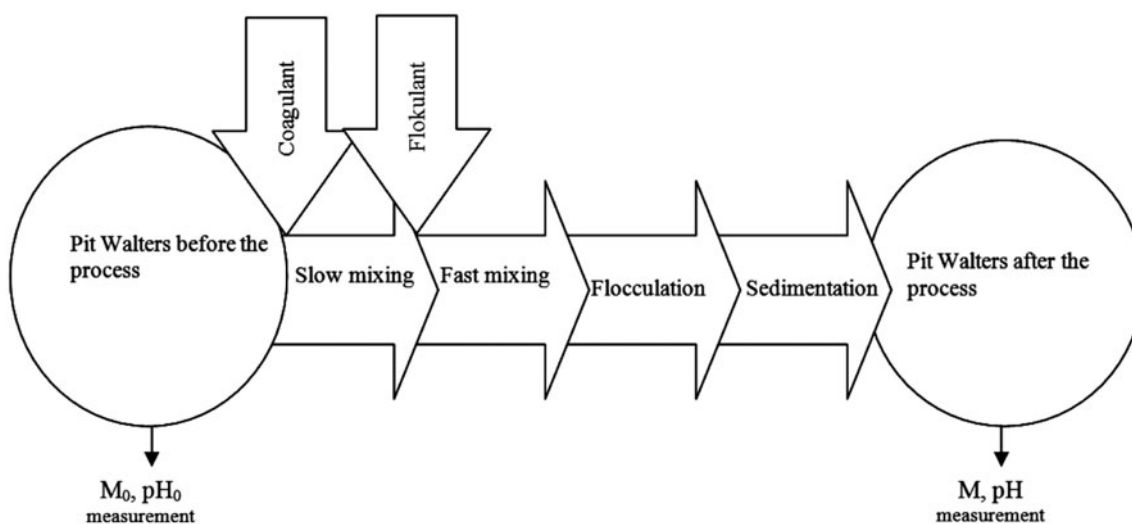 Coagulant
Flokulant
Pit Walters before the
process
Slow mixing
Fast mixing
Flocculation
Sedimentation
Pit Walters after the
process
M₀, pH₀
measurement
M, pH
measurement